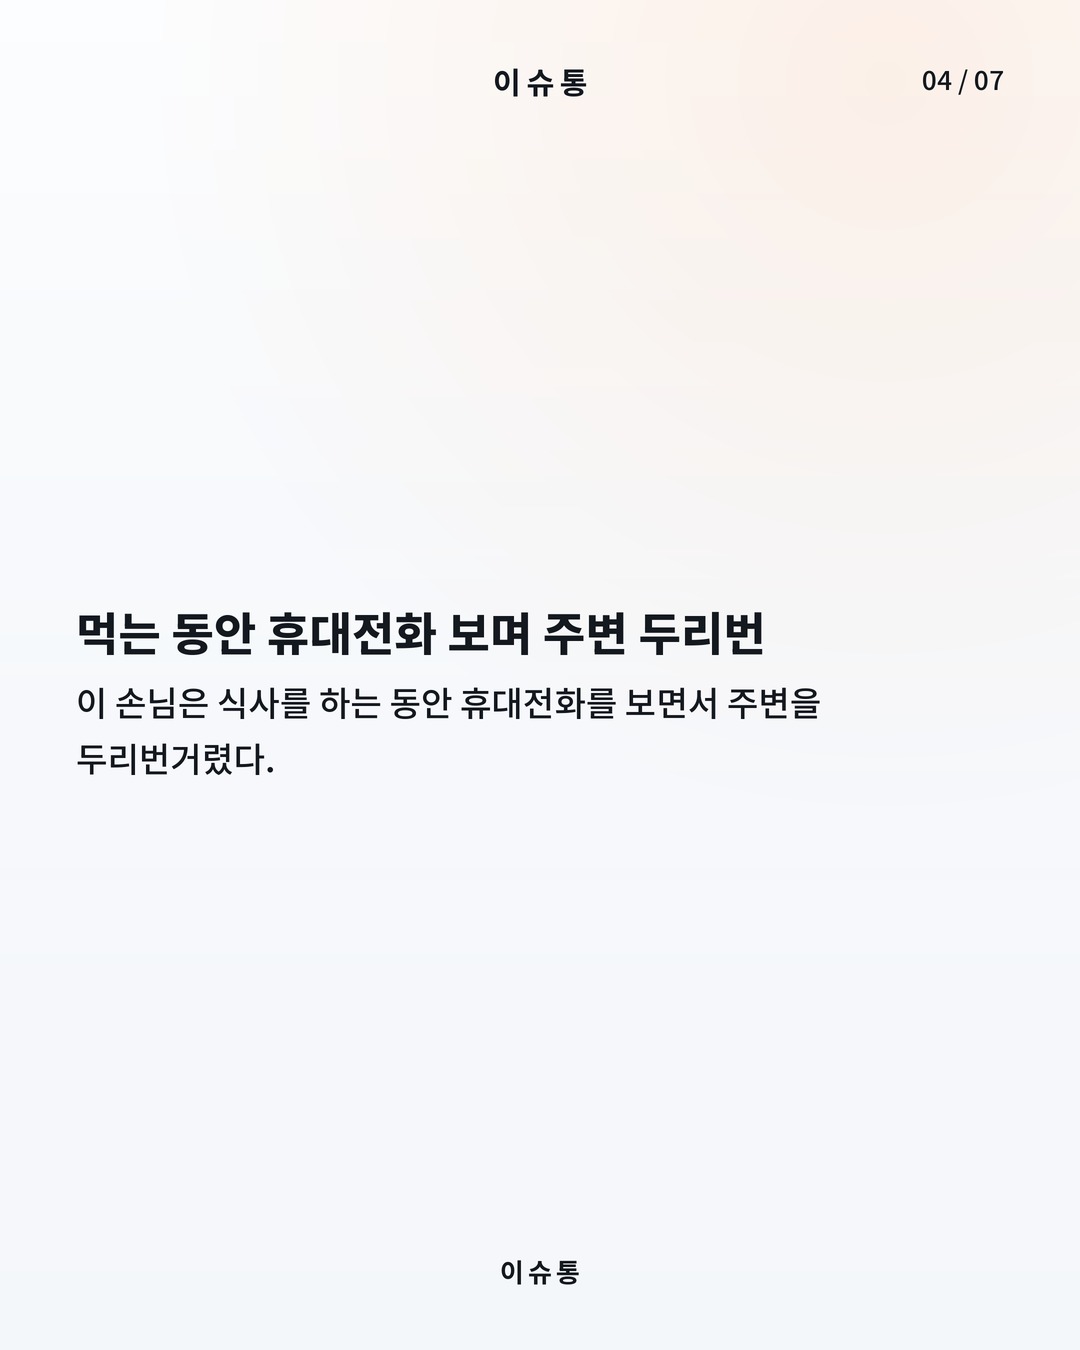 이슈통
04 / 07
먹는 동안 휴대전화 보며 주변 두리번
이 손님은 식사를 하는 동안 휴대전화를 보면서 주변을
두리번거렸다.
이슈통